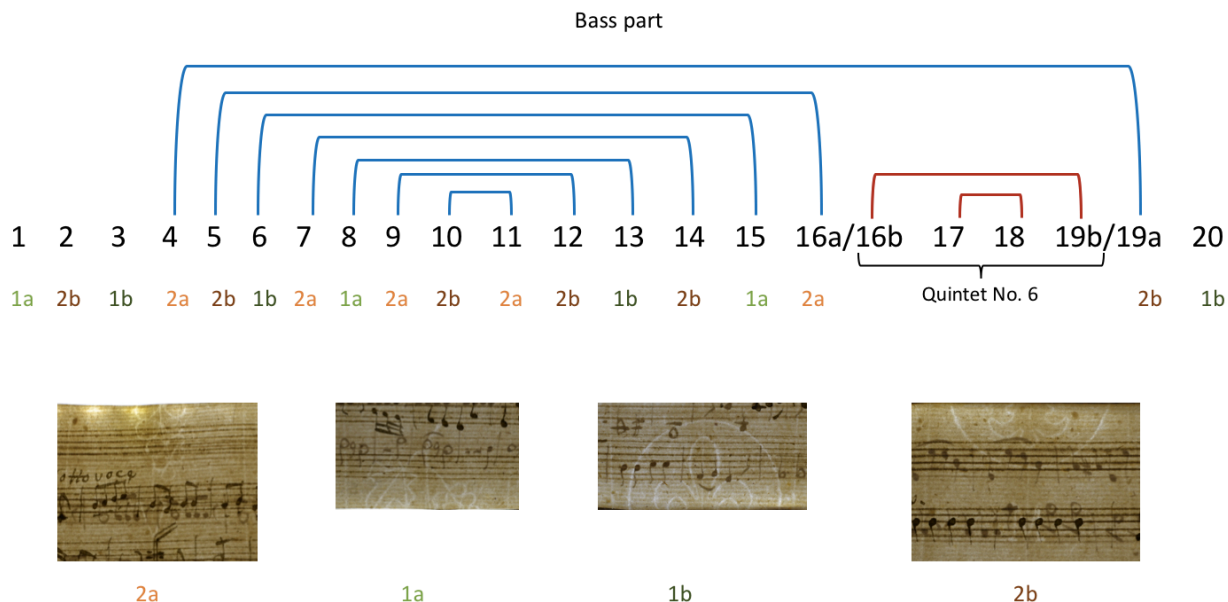 Bass part
1 2 3 4 5 6 7 8 9 10 11 12 13 14 15 16a/16b 17 18 19b/19a 20
1a 2b 1b 2a 2b 1b 2a 1a 2a 2b 2a 2b 1b 2b 1a 2a Quintet No. 6 2b 1b
otto voce
2a 1a 1b 2b